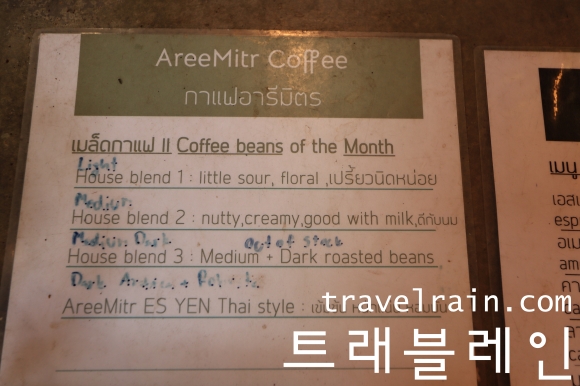 AreeMitr Coffee
กาแฟอารีมิตร
เมล็ดกาแฟ II Coffee beans of the Month
Light
House blend 1 : little sour, floral ,เปรี้ยวนิดหน่อย
Medium
House blend 2 : nutty,creamy,good with milk,ดีกับนม
Medium Dark Out of Stock
House blend 3 : Medium + Dark roasted beans
Dark
AreeMitr ES YEN Thai style :
เมนู
travelrain.com
트래블레인